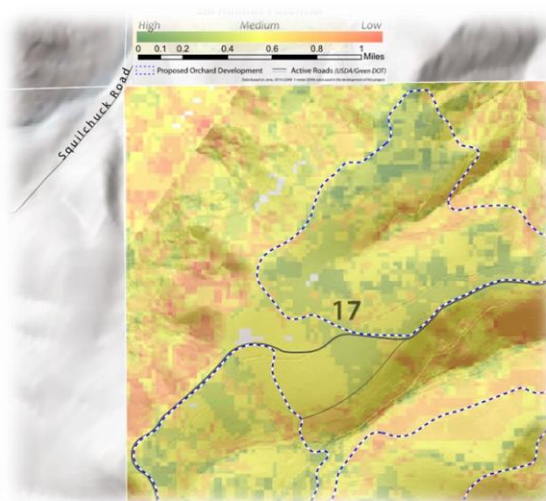 High Medium Low
0 0.1 0.2 0.4 0.6 0.8 1
Miles
Proposed Orchard Development Active Roads (USDA/Green DOT)
Squilchuck Road
17